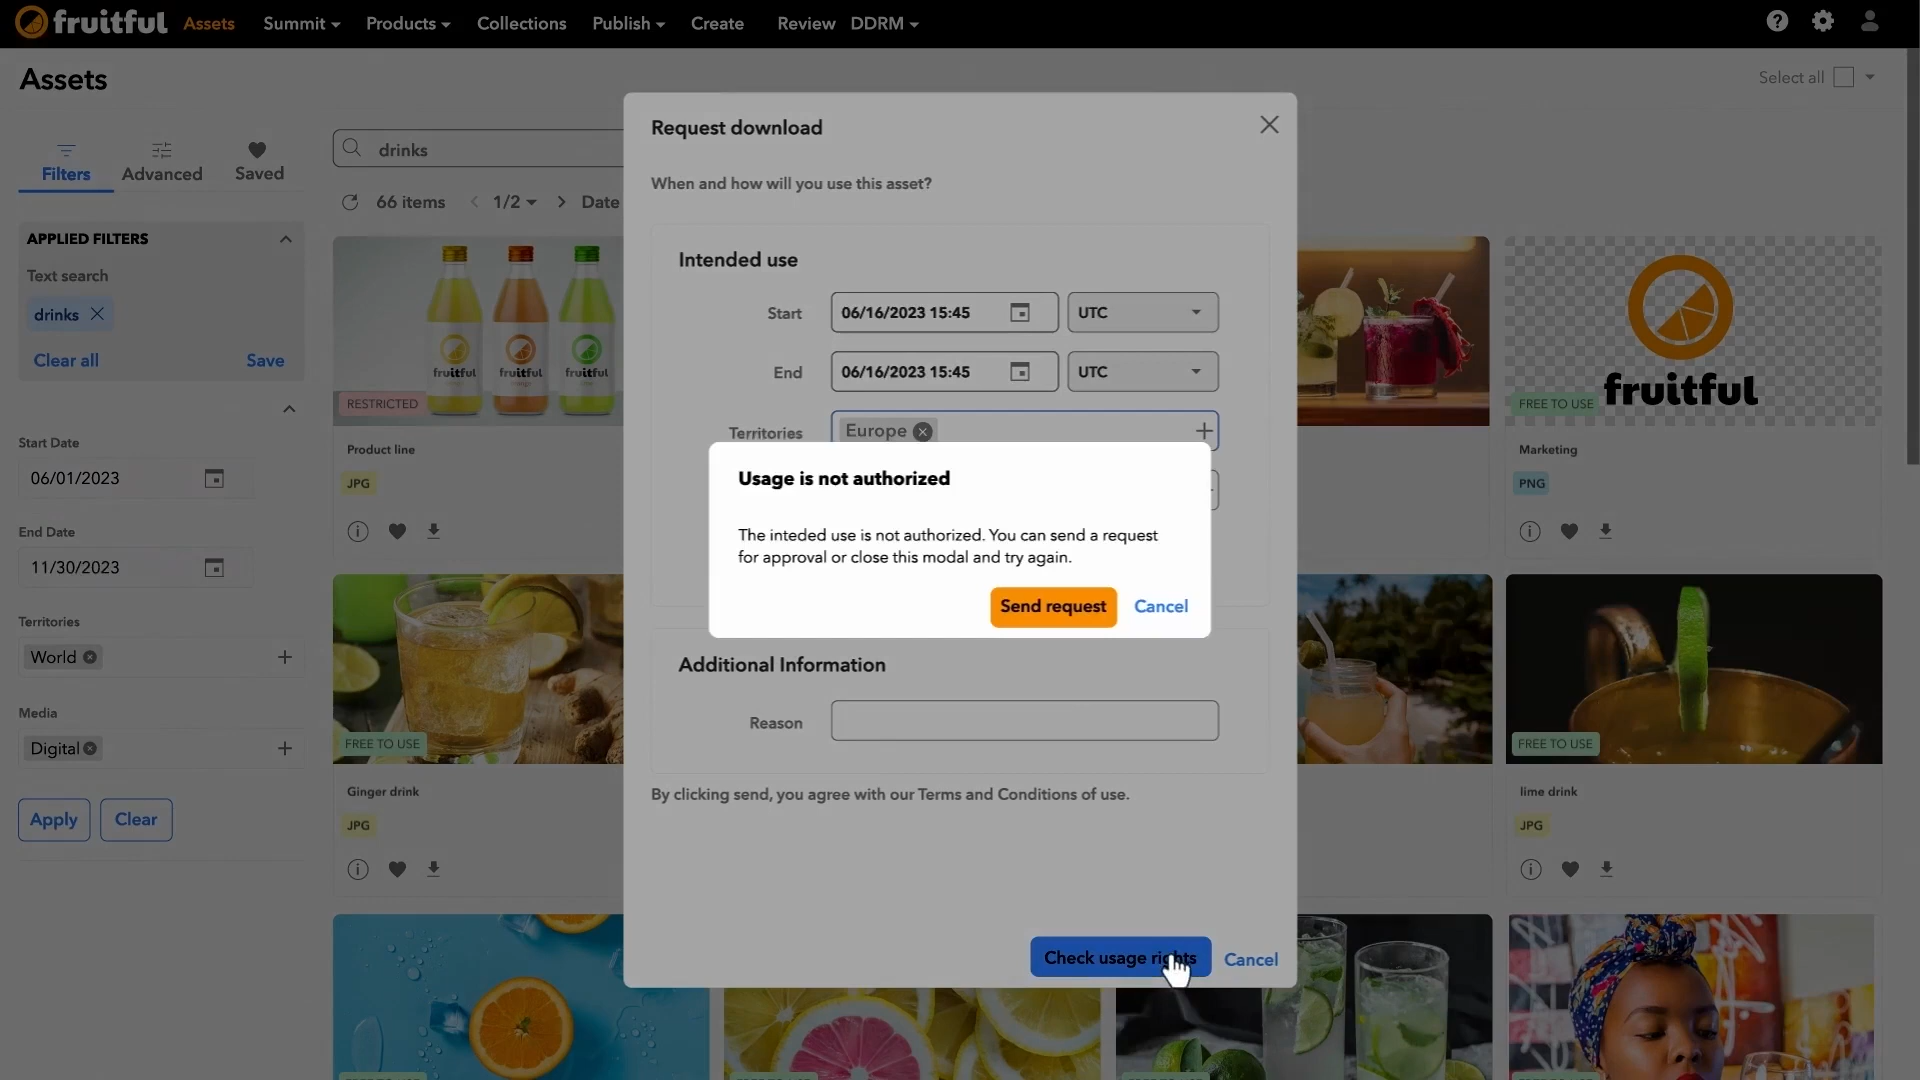 fruitful Assets Summit Products Collections Publish Create Review DDRM
Assets
Select all
Filters Advanced Saved
drinks
66 items 1/2 Date
APPLIED FILTERS
Text search
drinks
Clear all Save
Start Date
06/01/2023
End Date
11/30/2023
Territories
World
Media
Digital
Apply Clear
fruitful fruitful fruitful
RESTRICTED
Product line
JPG
FREE TO USE
Ginger drink
JPG
Request download
When and how will you use this asset?
Intended use
Start 06/16/2023 15:45 UTC
End 06/16/2023 15:45 UTC
Territories Europe
Usage is not authorized
The inteded use is not authorized. You can send a request
for approval or close this modal and try again.
Send request Cancel
Additional Information
Reason
By clicking send, you agree with our Terms and Conditions of use.
Check usage rights Cancel
fruitful
FREE TO USE
Marketing
PNG
FREE TO USE
lime drink
JPG